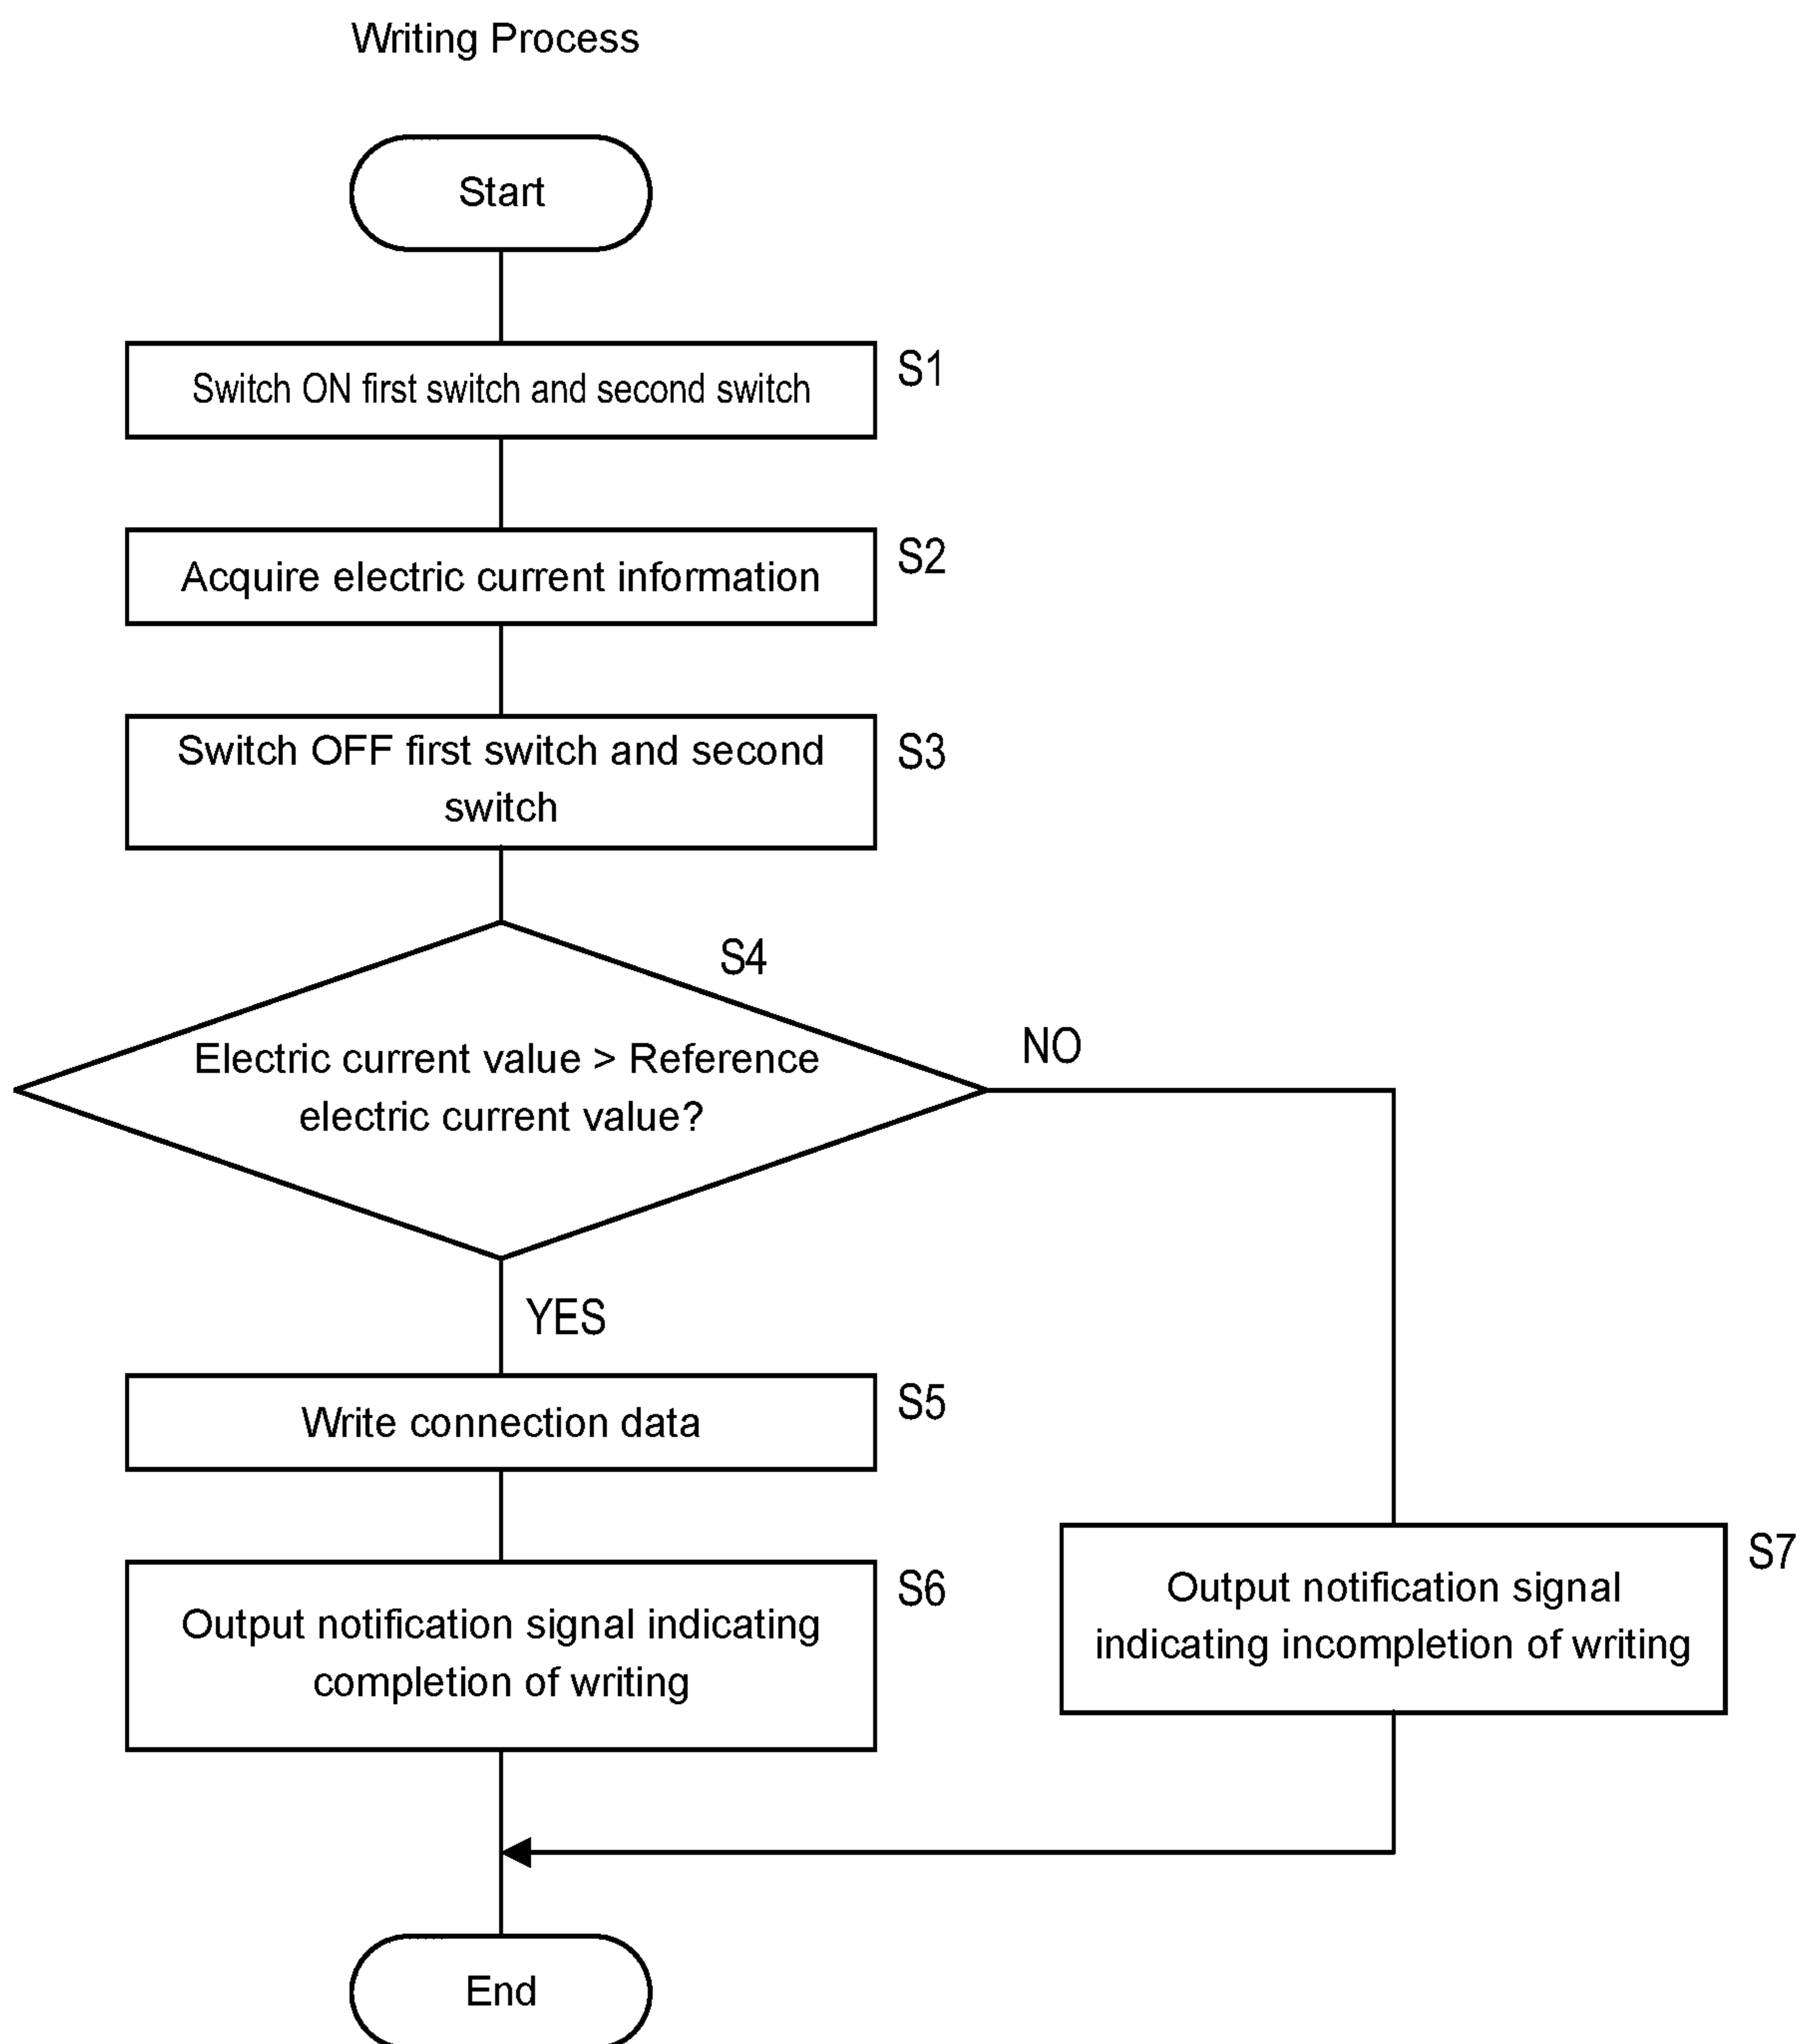 Writing Process
Start
Switch ON first switch and second switch
S1
Acquire electric current information
S2
Switch OFF first switch and second
switch
S3
S4
Electric current value > Reference
electric current value?
NO
YES
Write connection data
S5
Output notification signal indicating
completion of writing
S6
Output notification signal
indicating incompletion of writing
S7
End